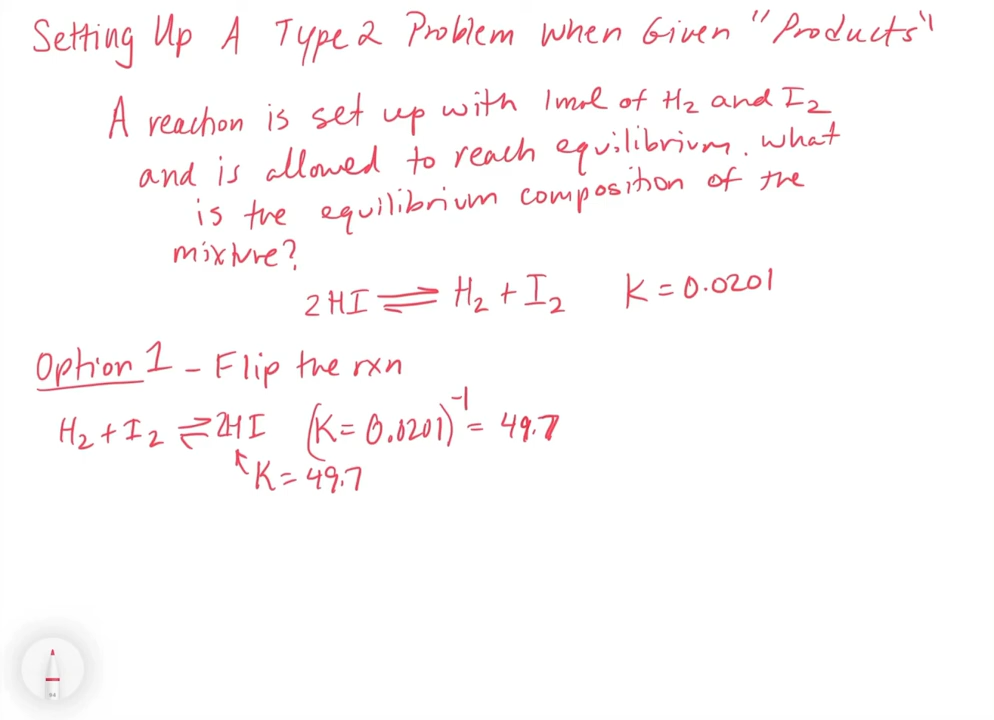 Setting Up A Type 2 Problem When Given "Products"
A reaction is set up with 1mol of H₂ and I₂
and is allowed to reach equilibrium. What
is the equilibrium composition of the
mixture?
2HI ⇌ H₂ + I₂ K = 0.0201
Option 1 - Flip the rxn
H₂ + I₂ ⇌ 2HI (K = 0.0201)⁻¹ = 49.7
K = 49.7